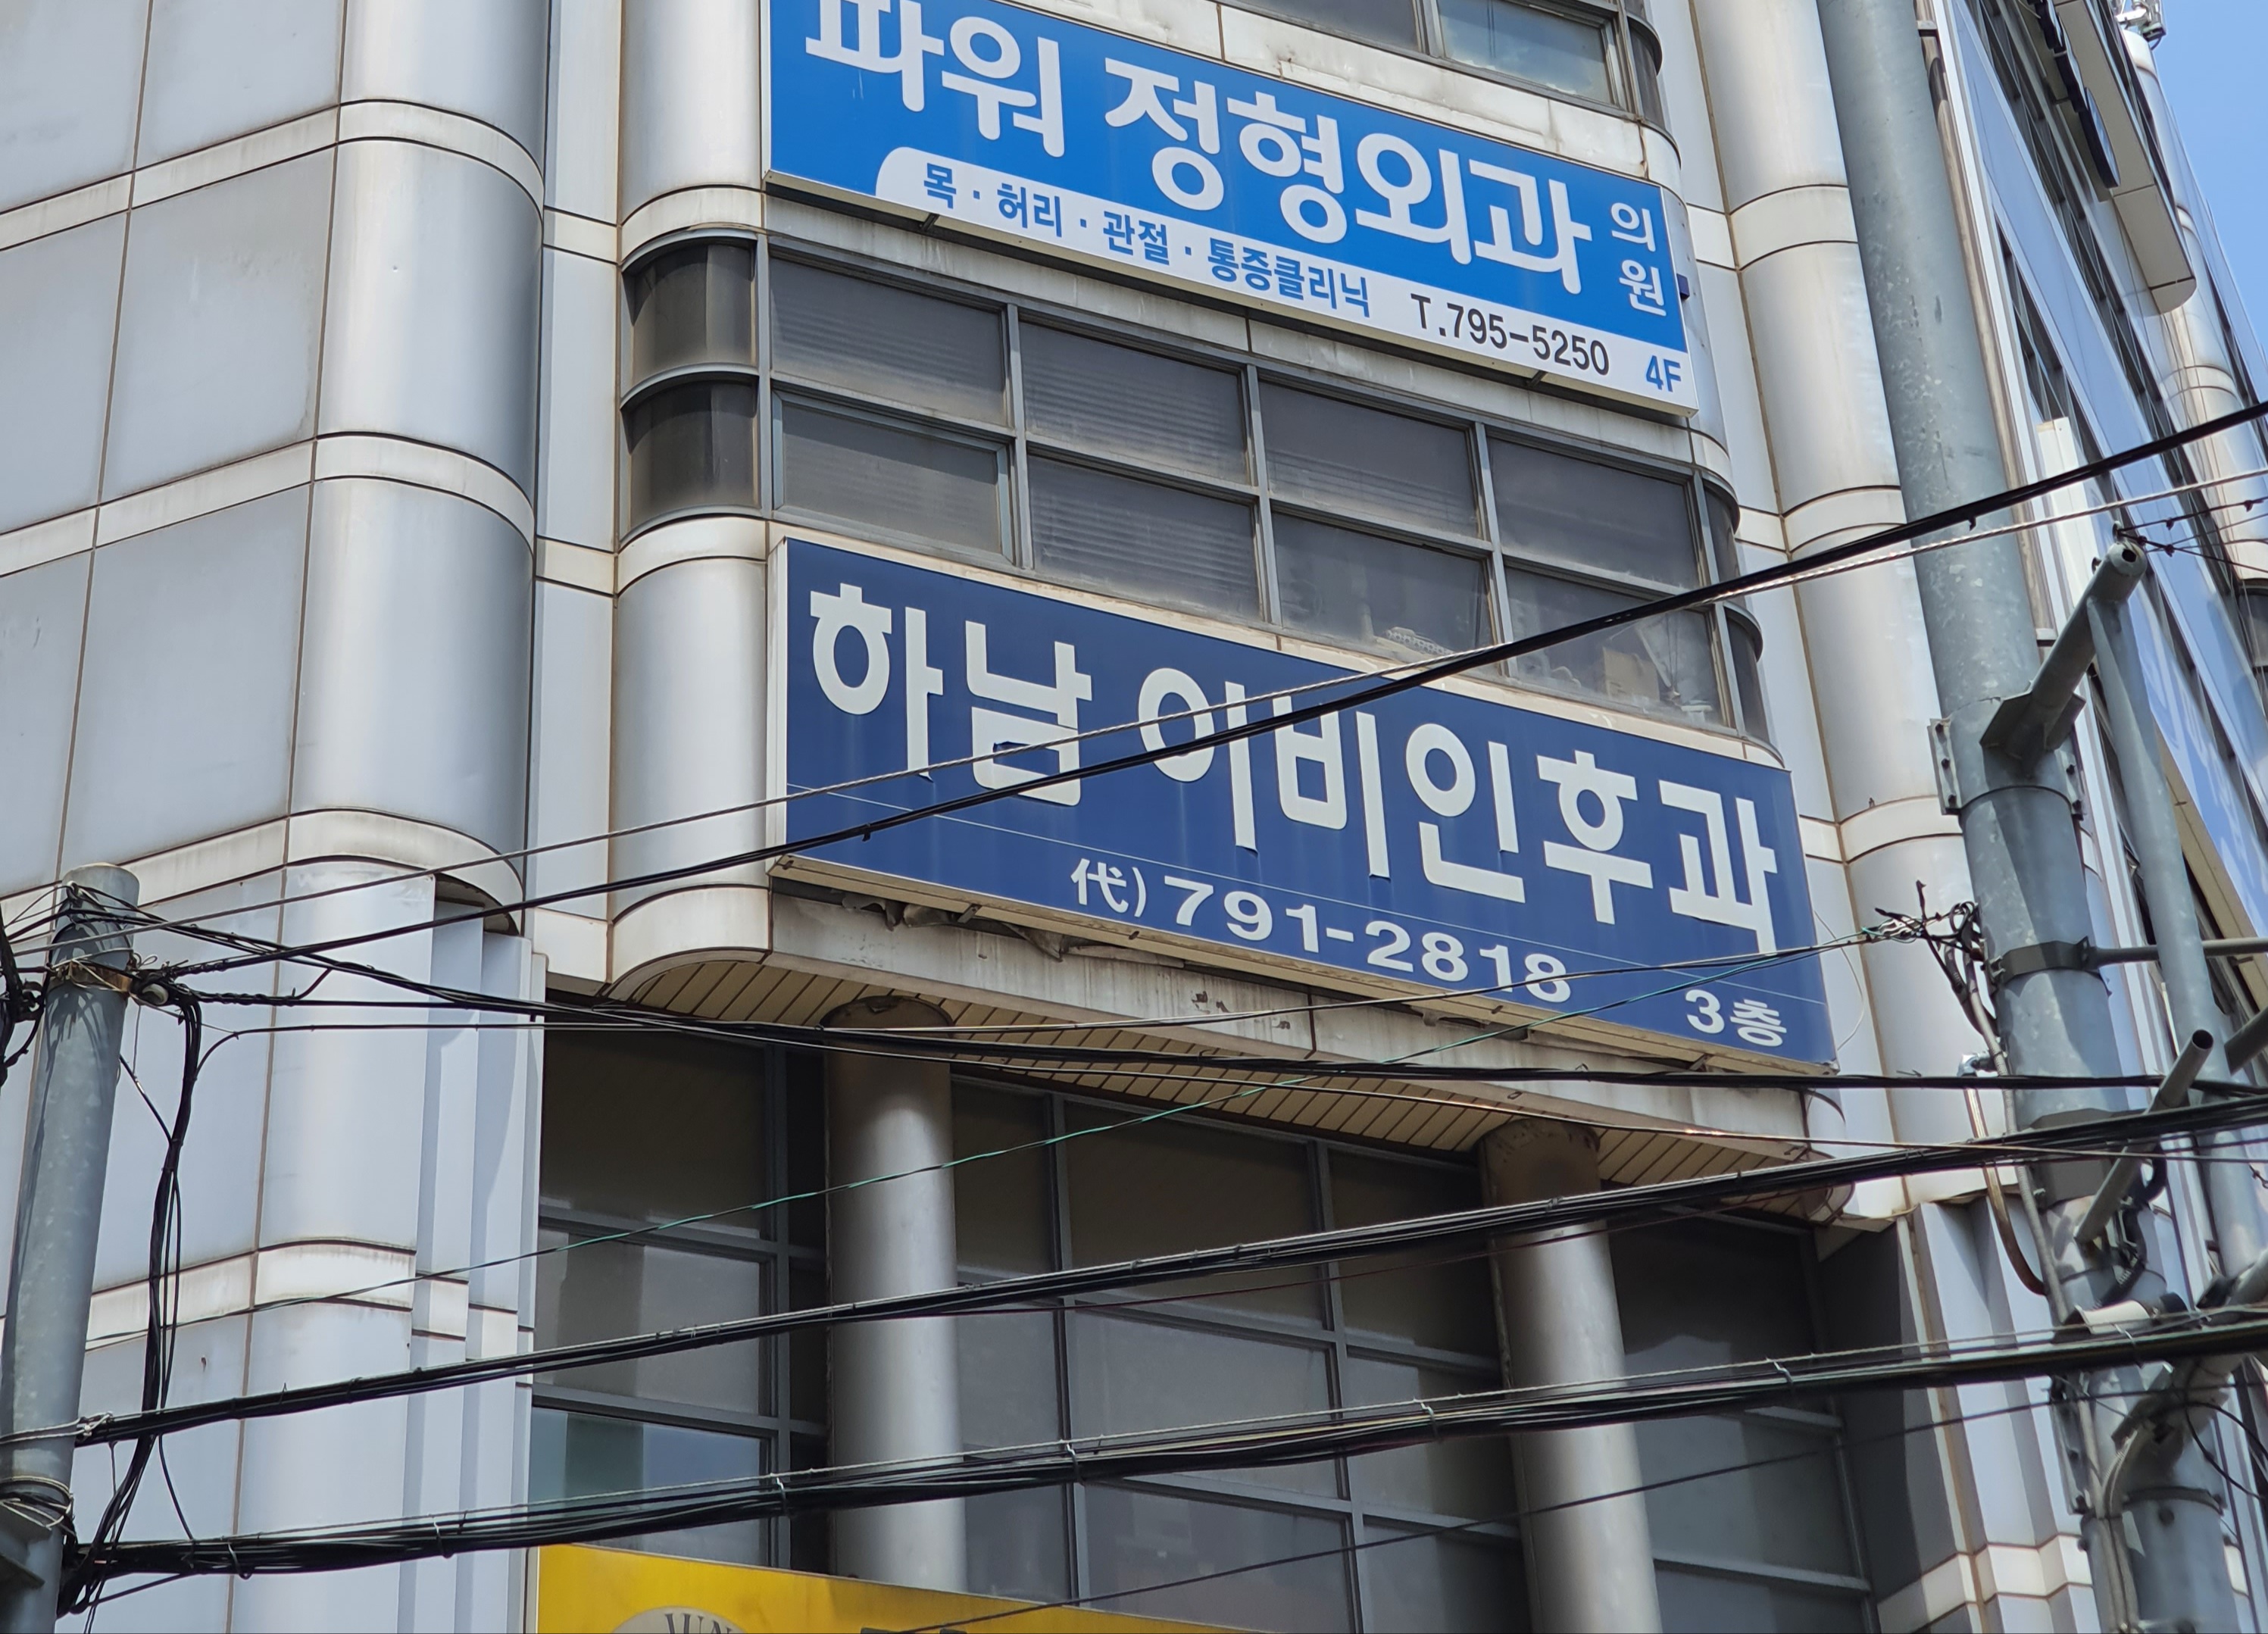 파워 정형외과 의원
목·허리·관절·통증클리닉 T.795-5250 4F
하남 이비인후과
代) 791-2818 3층